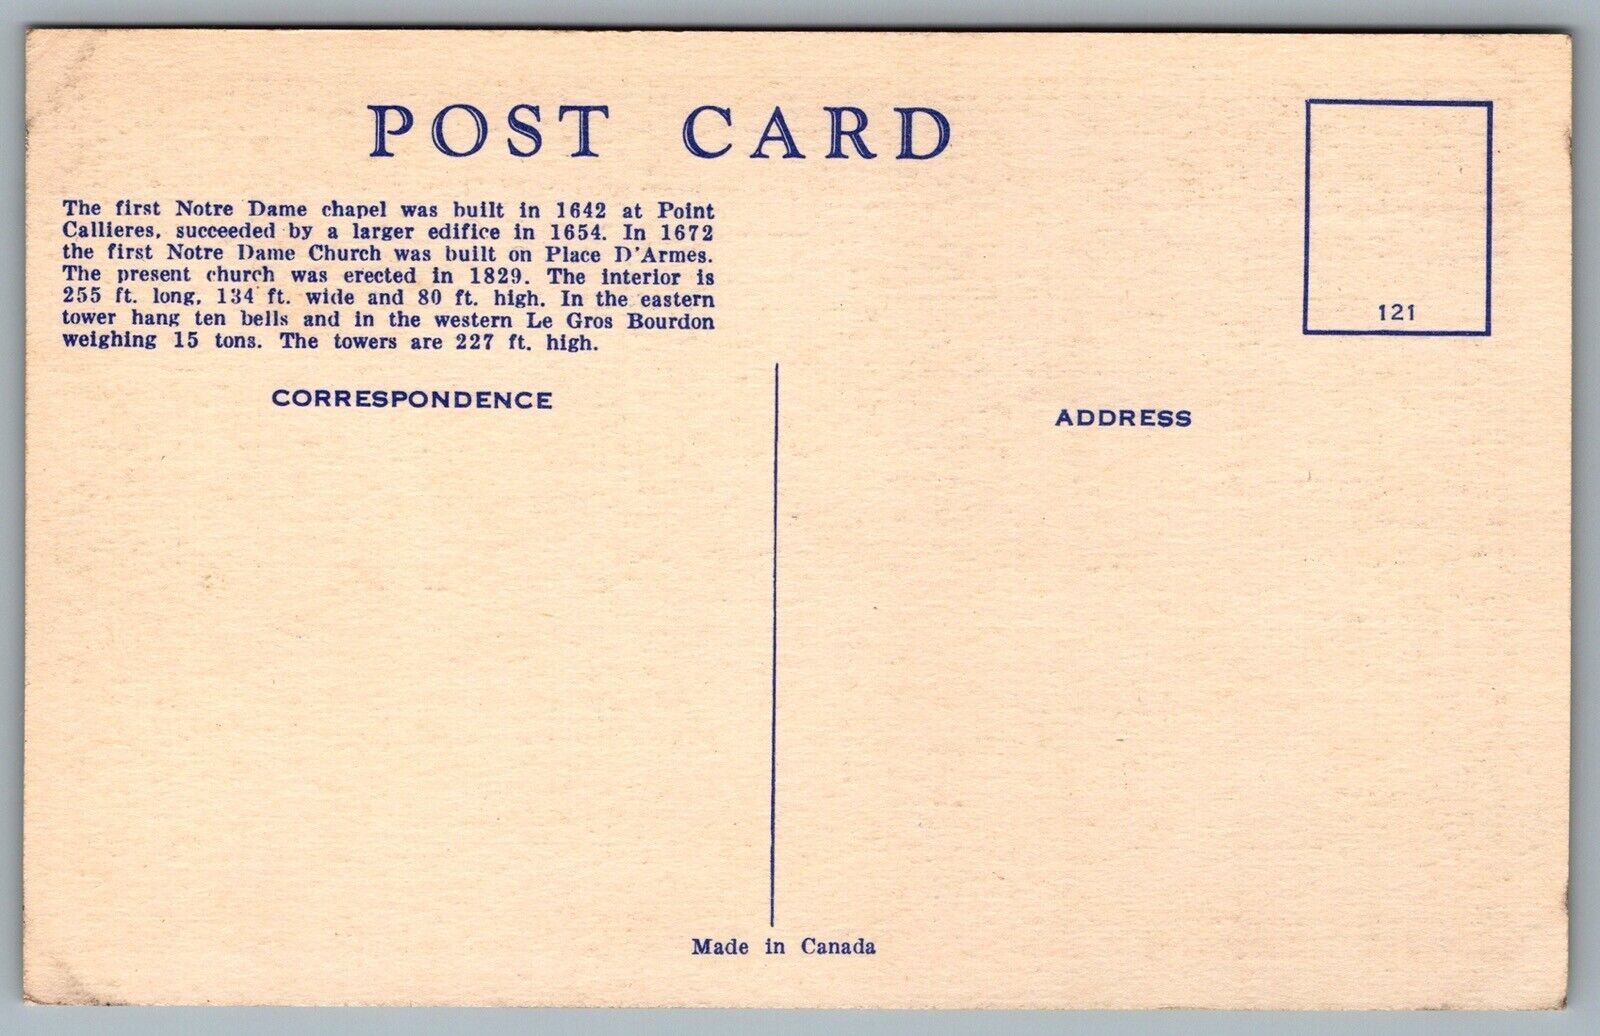 POST CARD
The first Notre Dame chapel was built in 1642 at Point
Callieres, succeeded by a larger edifice in 1654. In 1672
the first Notre Dame Church was built on Place D'Armes.
The present church was erected in 1829. The interior is
255 ft. long, 134 ft. wide and 80 ft. high. In the eastern
tower hang ten bells and in the western Le Gros Bourdon
weighing 15 tons. The towers are 227 ft. high.
121
CORRESPONDENCE
ADDRESS
Made in Canada